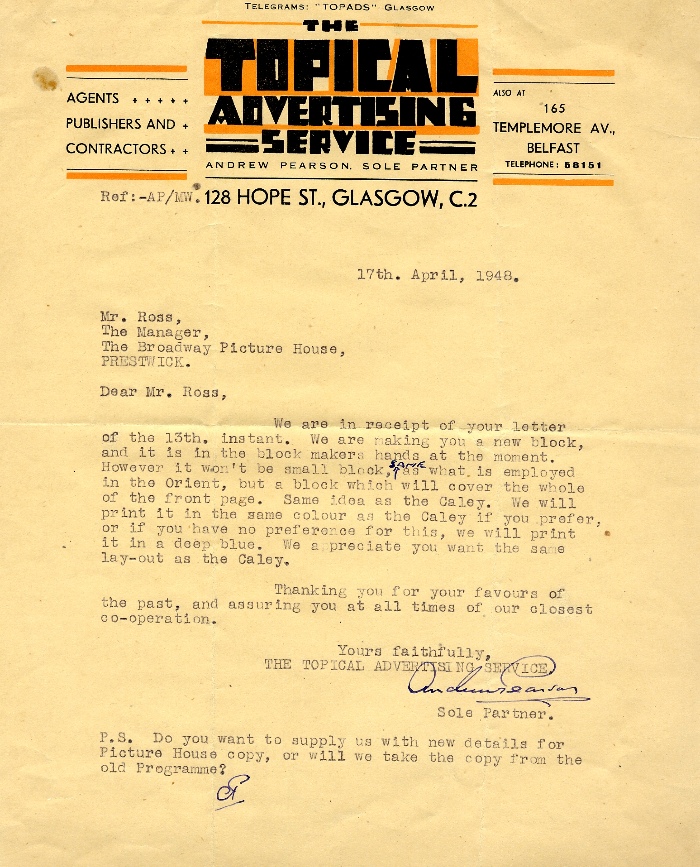 TELEGRAMS: "TOPADS" GLASGOW
THE
TOPICAL
ADVERTISING
SERVICE
ANDREW PEARSON. SOLE PARTNER
AGENTS + + + + +
PUBLISHERS AND +
CONTRACTORS + +
ALSO AT
165
TEMPLEMORE AV.,
BELFAST
TELEPHONE: 58151
Ref:-AP/MW. 128 HOPE ST., GLASGOW, C.2
17th. April, 1948.
Mr. Ross,
The Manager,
The Broadway Picture House,
PRESTWICK.
Dear Mr. Ross,
We are in receipt of your letter
of the 13th. instant. We are making you a new block,
and it is in the block makers hands at the moment.
However it won't be small block, SAME as what is employed
in the Orient, but a block which will cover the whole
of the front page. Same idea as the Caley. We will
print it in the same colour as the Caley if you prefer,
or if you have no preference for this, we will print
it in a deep blue. We appreciate you want the same
lay-out as the Caley.
Thanking you for your favours of
the past, and assuring you at all times of our closest
co-operation.
Yours faithfully,
THE TOPICAL ADVERTISING SERVICE
Andrew Pearson
Sole Partner.
P.S. Do you want to supply us with new details for
Picture House copy, or will we take the copy from the
old Programme?